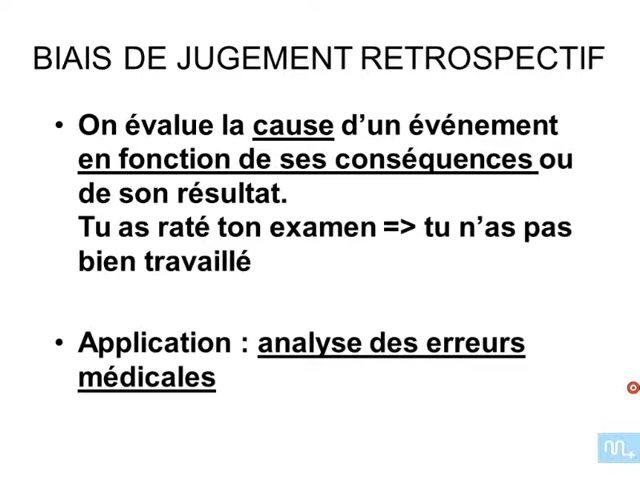 BIAIS DE JUGEMENT RETROSPECTIF
• On évalue la cause d'un événement
en fonction de ses conséquences ou
de son résultat.
Tu as raté ton examen => tu n'as pas
bien travaillé
• Application : analyse des erreurs
médicales